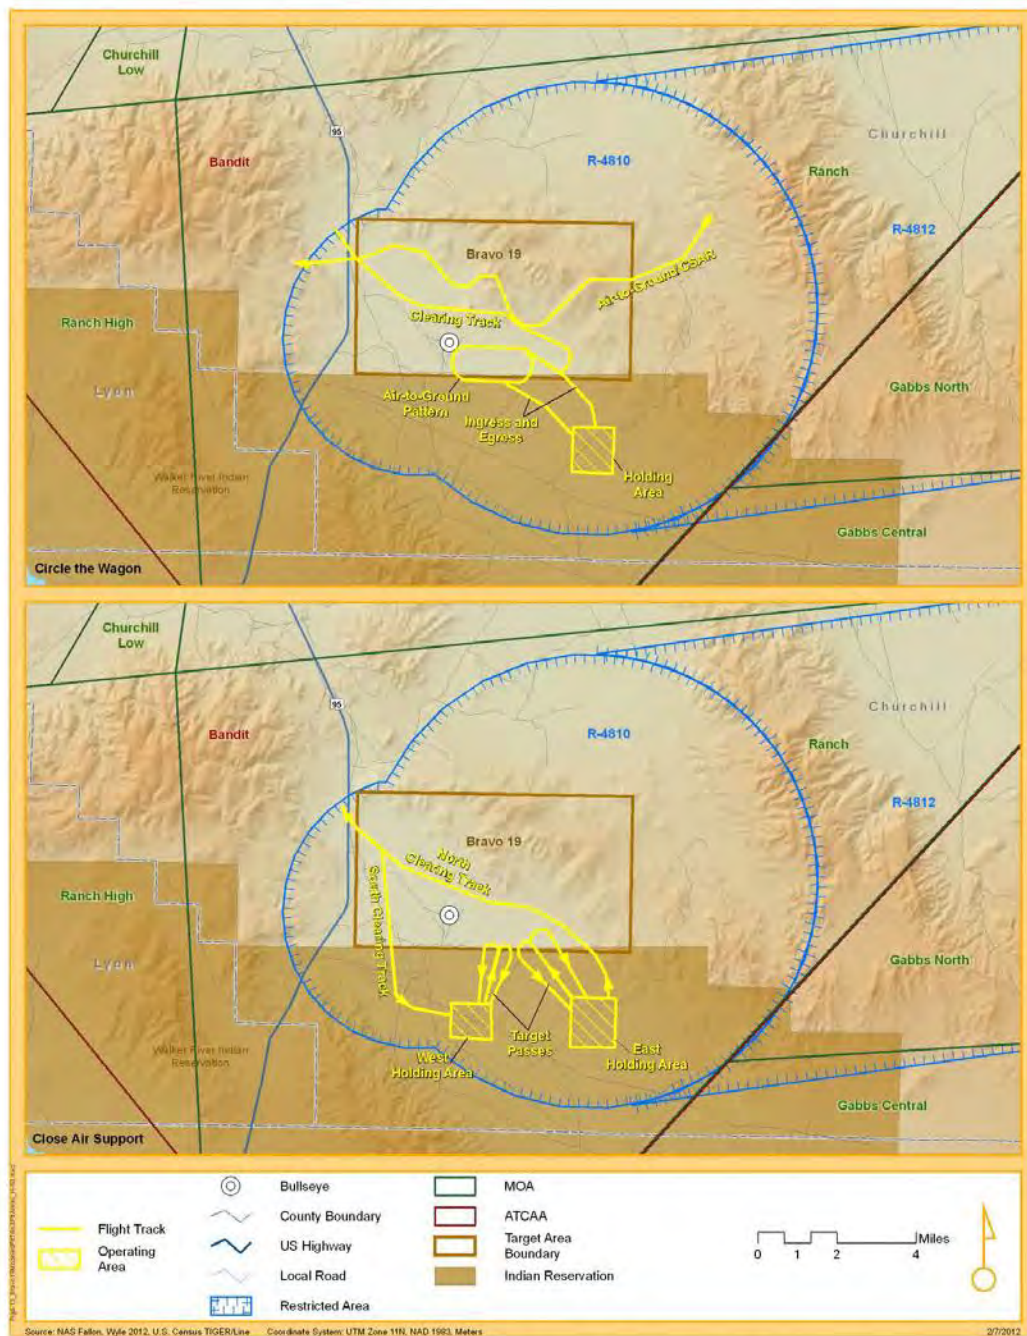 Churchill
Low
95
Bandit
R-4810
Churchill
Ranch
R-4812
Bravo 19
Air-to-Ground CSAR
Clearing Track
Ranch High
Lyon
Air-to-Ground
Pattern
Ingress and
Egress
Gabbs North
Walker River Indian
Reservation
Holding
Area
Gabbs Central
Circle the Wagon
Churchill
Low
95
Bandit
R-4810
Churchill
Ranch
R-4812
Bravo 19
North
Clearing Track
South Clearing Track
Ranch High
Lyon
Gabbs North
Walker River Indian
Reservation
West
Holding Area
Target
Passes
East
Holding Area
Gabbs Central
Close Air Support
Flight Track
Operating
Area
Bullseye
County Boundary
US Highway
Local Road
Restricted Area
MOA
ATCAA
Target Area
Boundary
Indian Reservation
Miles
0 1 2 4
Source: NAS Fallon, Wyle 2012, U.S. Census TIGER/Line Coordinate System: UTM Zone 11N, NAD 1983, Meters
2/7/2012